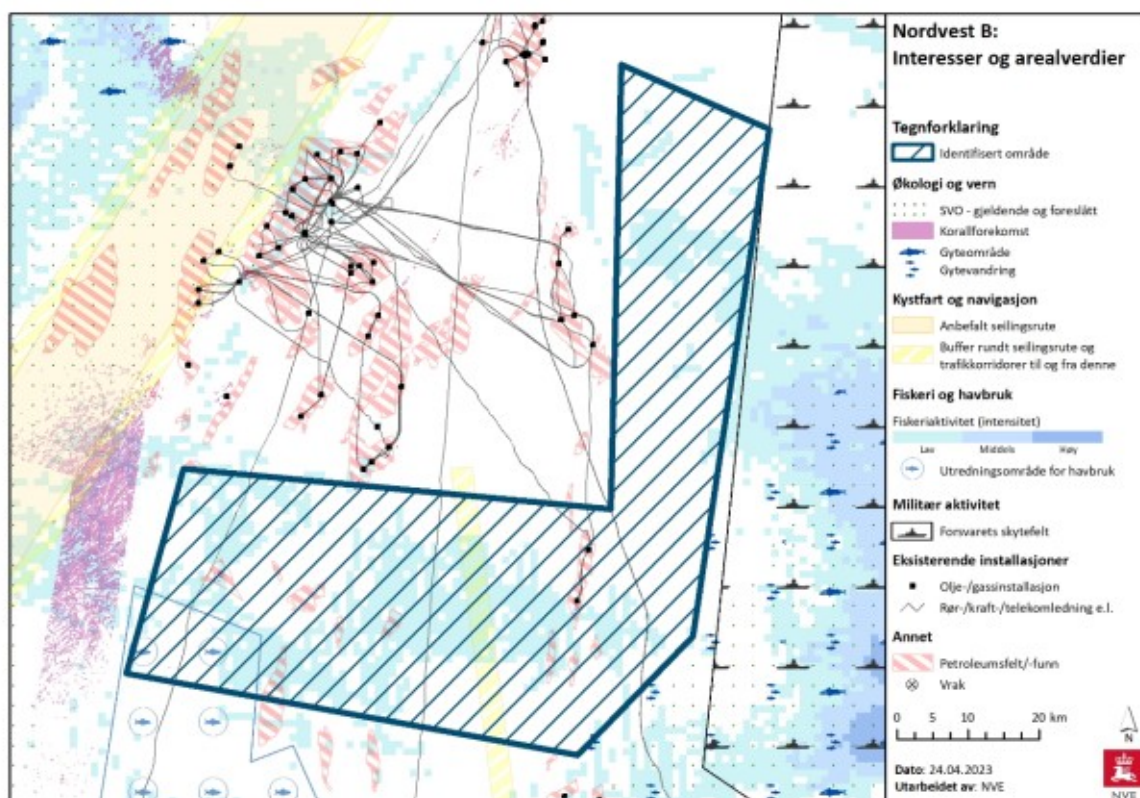 Nordvest B:
Interesser og arealverdier
Tegnforklaring
Identifisert område
Økologi og vern
SVO - gjeldende og foreslått
Korallforekomst
Gyteområde
Gytevandring
Kystfart og navigasjon
Anbefalt seilingsrute
Buffer rundt seilingsrute og
trafikkorridorer til og fra denne
Fiskeri og havbruk
Fiskeriaktivitet (intensitet)
Lav Middels Høy
Utredningsområde for havbruk
Militær aktivitet
Forsvarets skytefelt
Eksisterende installasjoner
Olje-/gassinstallasjon
Rør-/kraft-/telekomledning e.l.
Annet
Petroleumsfelt/-funn
Vrak
0 5 10 20 km
N
Dato: 24.04.2023
Utarbeidet av: NVE
NVE